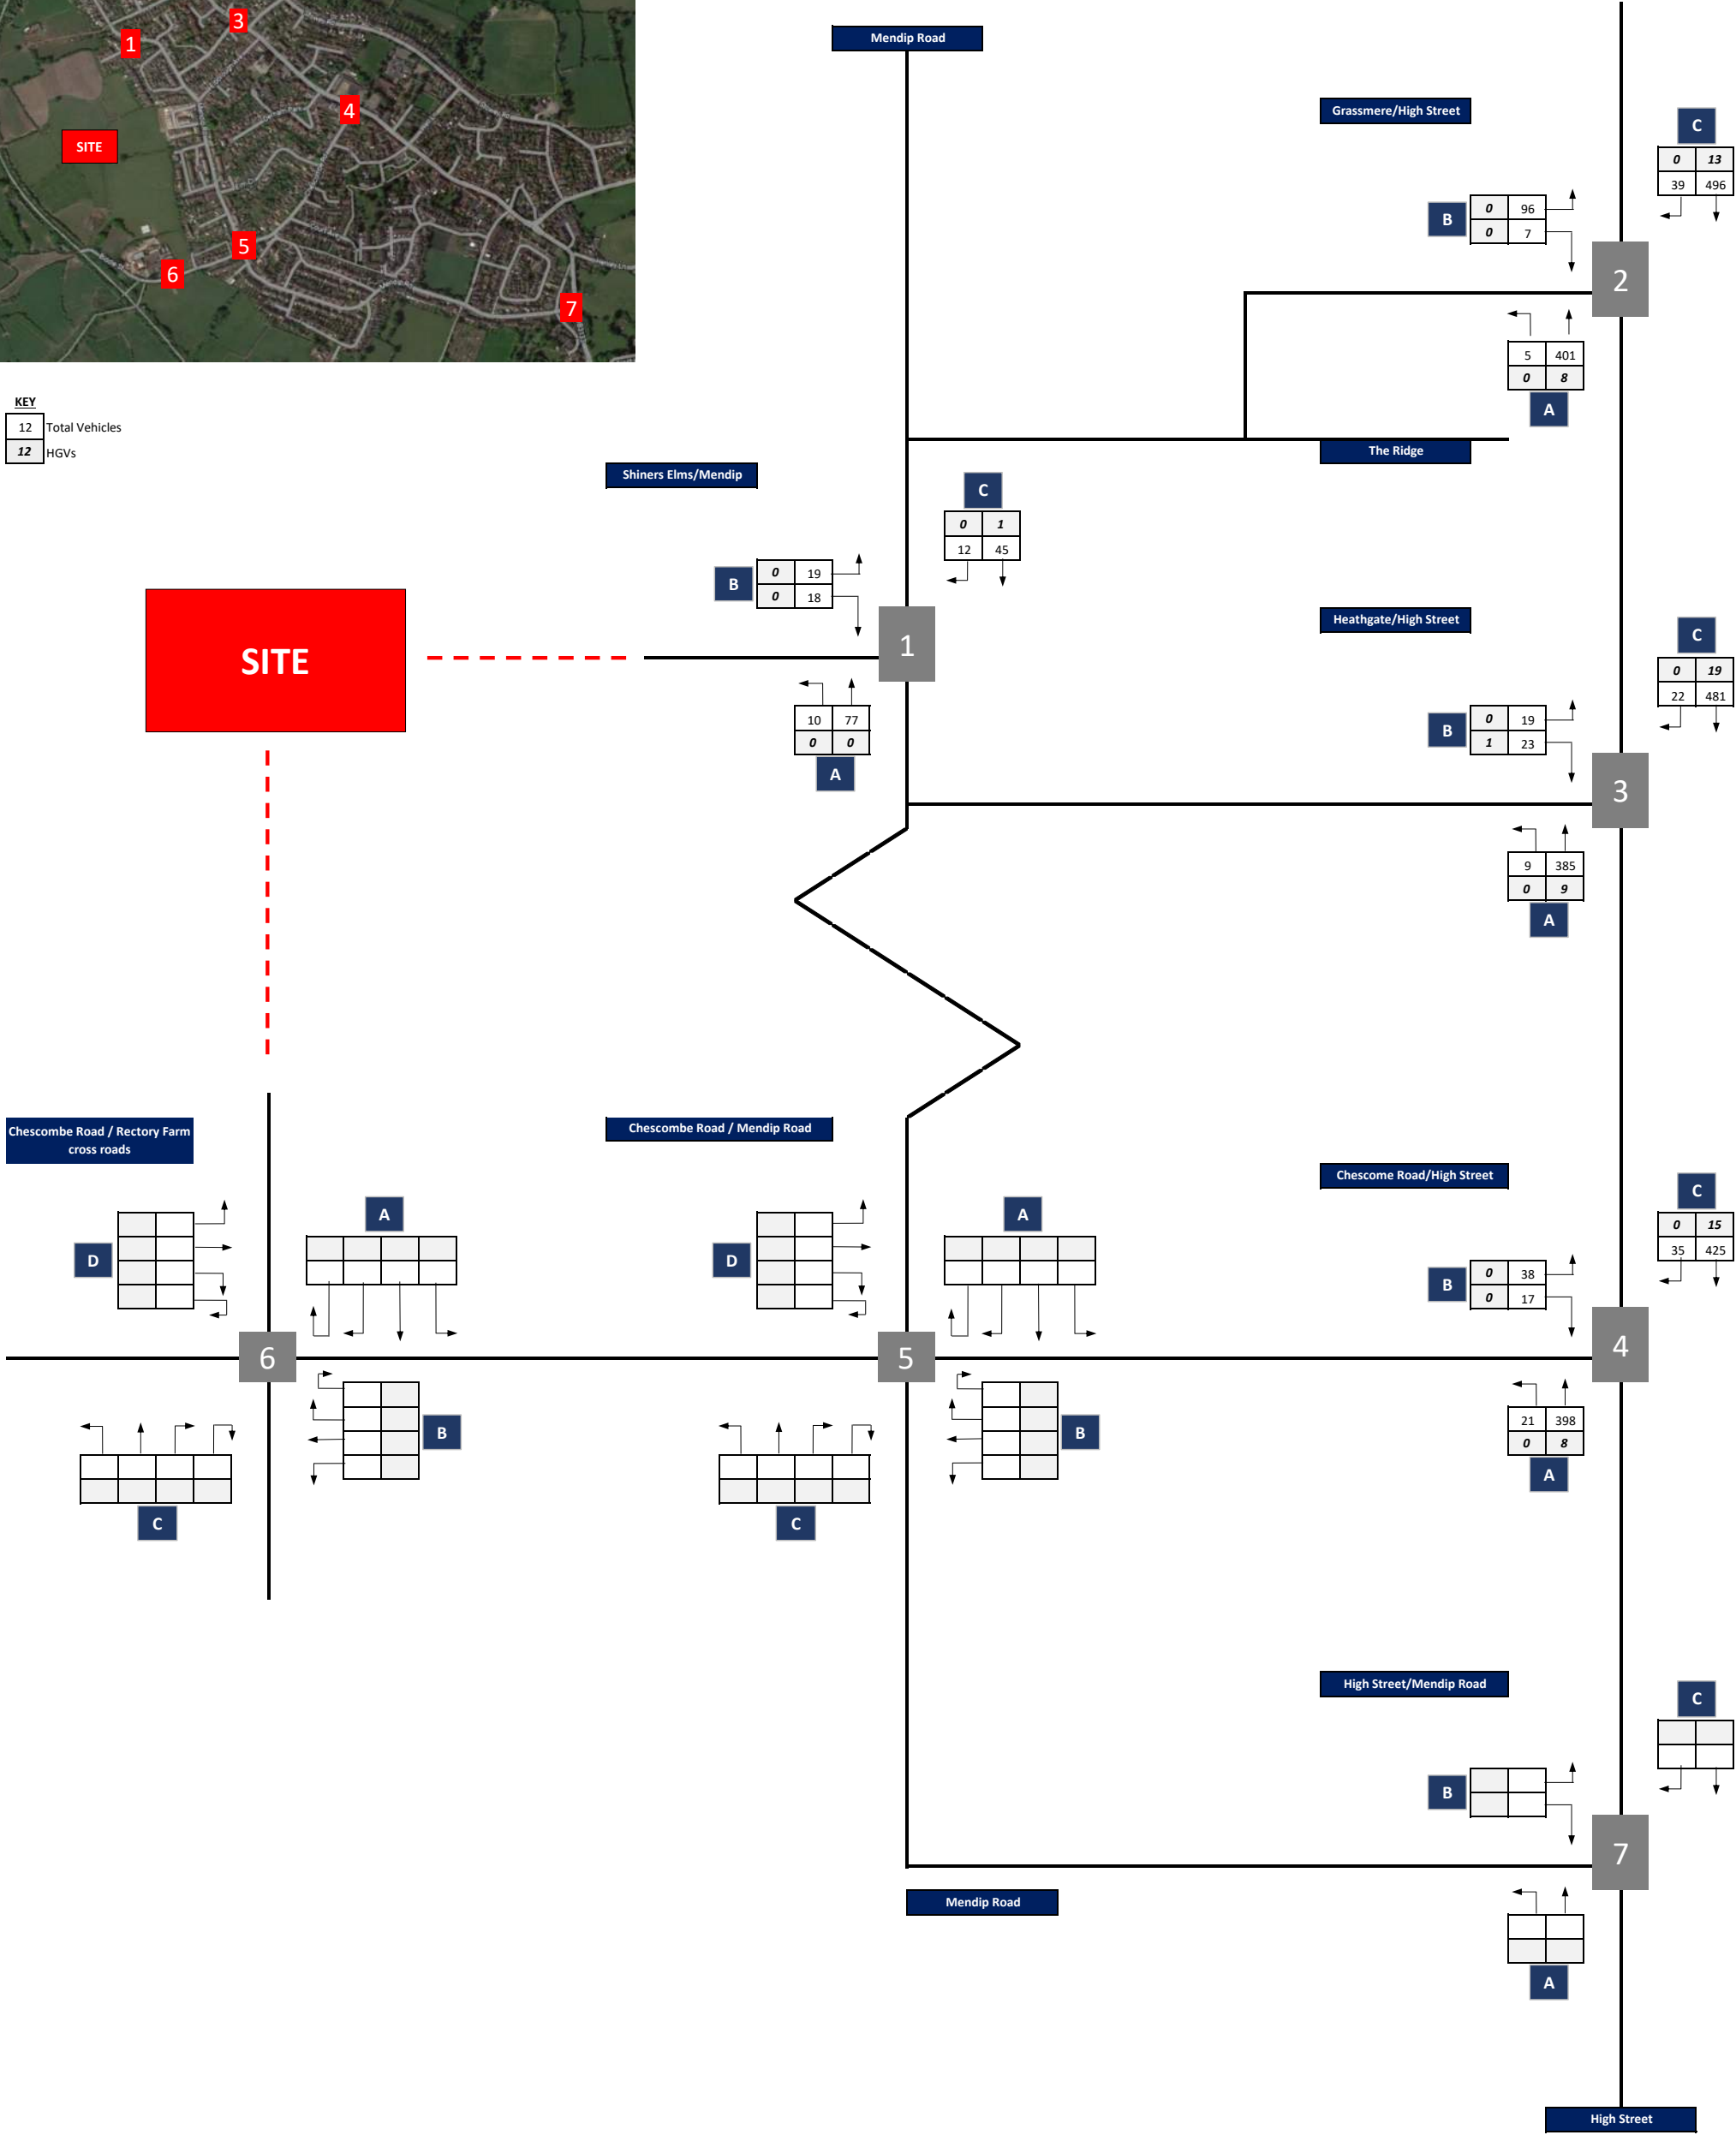 3
1
4
SITE
5
6
7
Mendip Road
Grassmere/High Street
C
0 13
39 496
B
0 96
0 7
2
5 401
0 8
A
KEY
12 Total Vehicles
12 HGVs
The Ridge
Shiners Elms/Mendip
C
0 1
12 45
B
0 19
0 18
1
10 77
0 0
A
SITE
Heathgate/High Street
C
0 19
22 481
B
0 19
1 23
3
9 385
0 9
A
Chescombe Road / Rectory Farm
cross roads
D
A
6
B
C
Chescombe Road / Mendip Road
D
A
5
B
C
Chescome Road/High Street
C
0 15
35 425
B
0 38
0 17
4
21 398
0 8
A
High Street/Mendip Road
C
B
7
Mendip Road
A
High Street